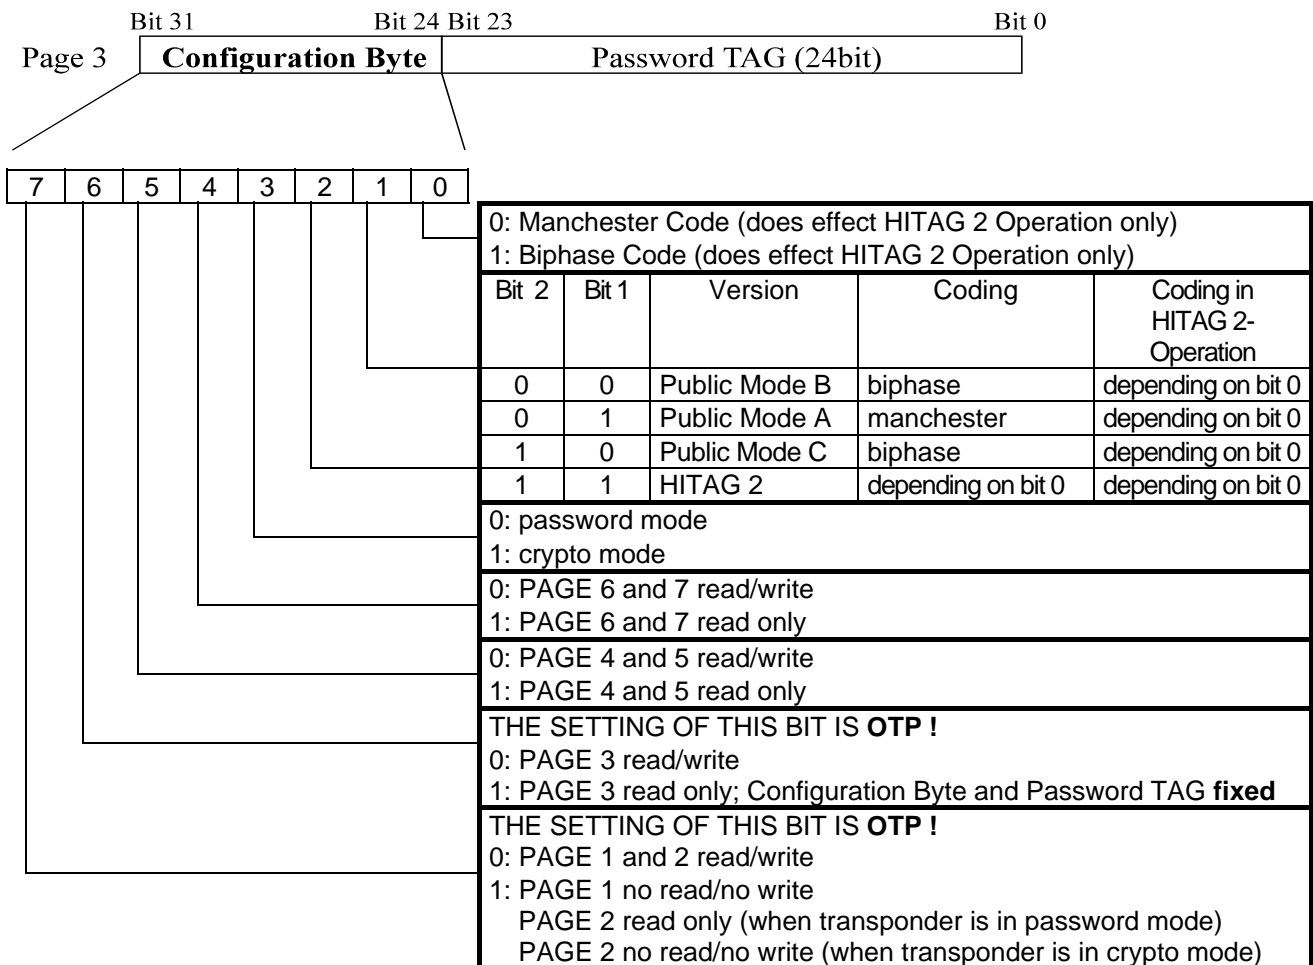 Bit 31 Bit 24 Bit 23 Bit 0
Page 3 Configuration Byte Password TAG (24bit)
7 6 5 4 3 2 1 0
0: Manchester Code (does effect HITAG 2 Operation only)
1: Biphase Code (does effect HITAG 2 Operation only)
Bit 2 Bit 1 Version Coding Coding in
HITAG 2-
Operation
0 0 Public Mode B biphase depending on bit 0
0 1 Public Mode A manchester depending on bit 0
1 0 Public Mode C biphase depending on bit 0
1 1 HITAG 2 depending on bit 0 depending on bit 0
0: password mode
1: crypto mode
0: PAGE 6 and 7 read/write
1: PAGE 6 and 7 read only
0: PAGE 4 and 5 read/write
1: PAGE 4 and 5 read only
THE SETTING OF THIS BIT IS OTP !
0: PAGE 3 read/write
1: PAGE 3 read only; Configuration Byte and Password TAG fixed
THE SETTING OF THIS BIT IS OTP !
0: PAGE 1 and 2 read/write
1: PAGE 1 no read/no write
PAGE 2 read only (when transponder is in password mode)
PAGE 2 no read/no write (when transponder is in crypto mode)